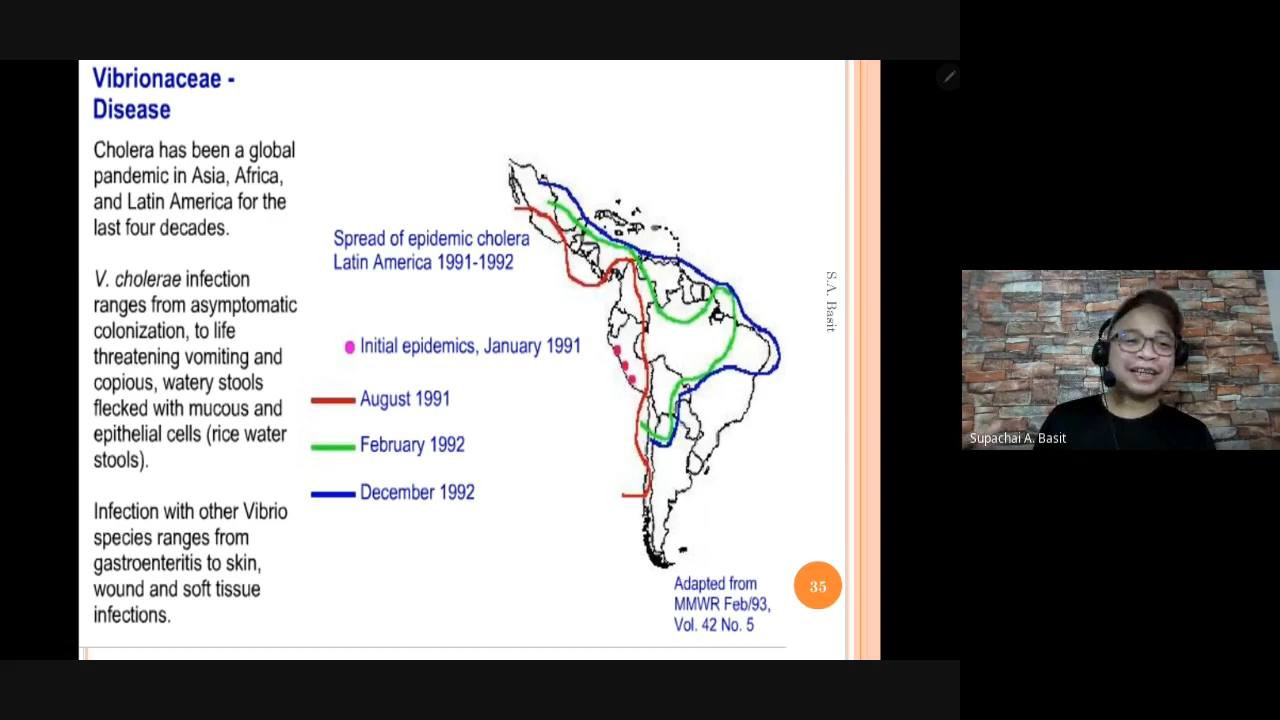 Vibrionaceae -
Disease
Cholera has been a global
pandemic in Asia, Africa,
and Latin America for the
last four decades.
V. cholerae infection
ranges from asymptomatic
colonization, to life
threatening vomiting and
copious, watery stools
flecked with mucous and
epithelial cells (rice water
stools).
Infection with other Vibrio
species ranges from
gastroenteritis to skin,
wound and soft tissue
infections.
Spread of epidemic cholera
Latin America 1991-1992
Initial epidemics, January 1991
August 1991
February 1992
December 1992
Adapted from
MMWR Feb/93,
Vol. 42 No. 5
S.A. Basit
35
Supachai A. Basit